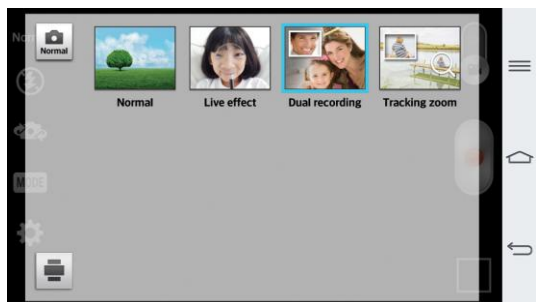 Normal
Normal
Live effect
Dual recording
Tracking zoom
MODE